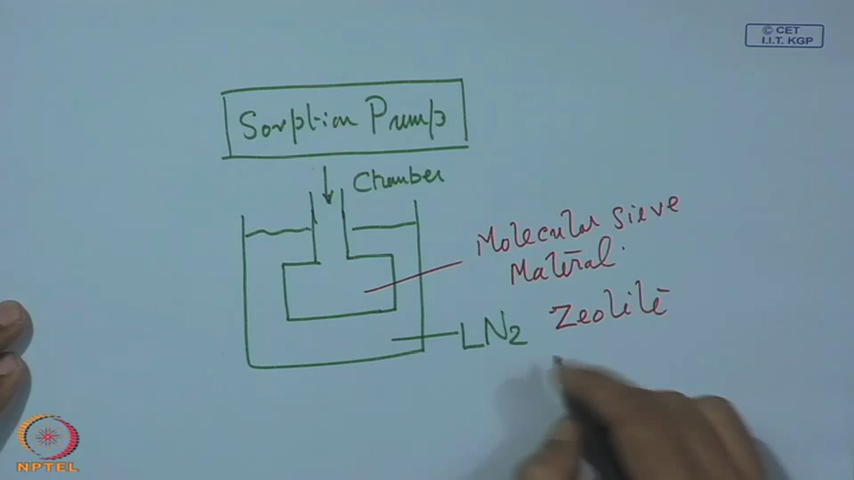 © CET
I.I.T. KGP
Sorption Pump
Chamber
Molecular Sieve
Material.
Zeolite
LN2
NPTEL